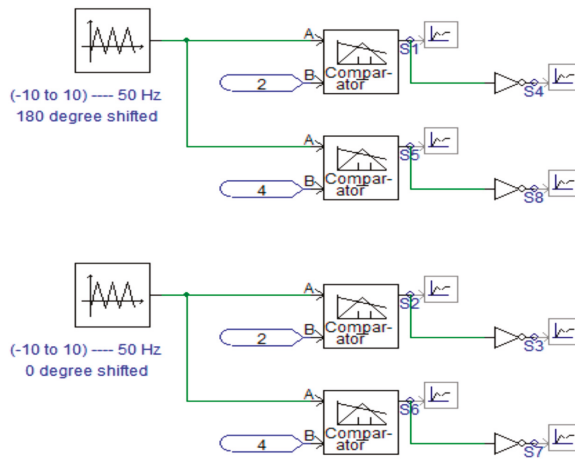 A
S1
2
B
Compar-
ator
S4
(-10 to 10) ---- 50 Hz
180 degree shifted
A
S5
4
B
Compar-
ator
S8
A
S2
2
B
Compar-
ator
S3
(-10 to 10) ---- 50 Hz
0 degree shifted
A
S6
4
B
Compar-
ator
S7